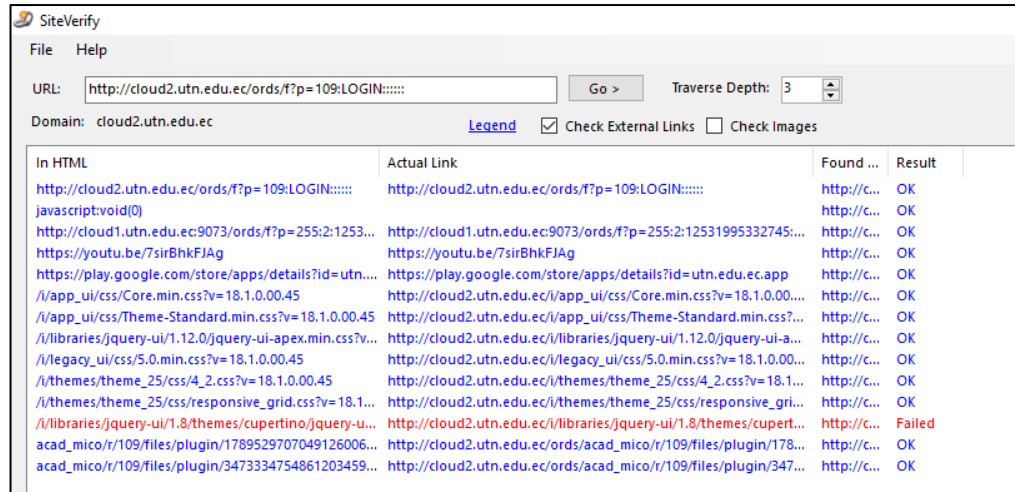 SiteVerify
File Help
URL: http://cloud2.utn.edu.ec/ords/f?p=109:LOGIN:::::: Go > Traverse Depth: 3
Domain: cloud2.utn.edu.ec Legend Check External Links Check Images
In HTML Actual Link Found ... Result
http://cloud2.utn.edu.ec/ords/f?p=109:LOGIN:::::: http://cloud2.utn.edu.ec/ords/f?p=109:LOGIN:::::: http://c... OK
javascript:void(0) http://c... OK
http://cloud1.utn.edu.ec:9073/ords/f?p=255:2:1253... http://cloud1.utn.edu.ec:9073/ords/f?p=255:2:12531995332745:... http://c... OK
https://youtu.be/7sirBhkFJAg https://youtu.be/7sirBhkFJAg http://c... OK
https://play.google.com/store/apps/details?id=utn.... https://play.google.com/store/apps/details?id=utn.edu.ec.app http://c... OK
/i/app_ui/css/Core.min.css?v=18.1.0.00.45 http://cloud2.utn.edu.ec/i/app_ui/css/Core.min.css?v=18.1.0.00.... http://c... OK
/i/app_ui/css/Theme-Standard.min.css?v=18.1.0.00.45 http://cloud2.utn.edu.ec/i/app_ui/css/Theme-Standard.min.css?... http://c... OK
/i/libraries/jquery-ui/1.12.0/jquery-ui-apex.min.css?v... http://cloud2.utn.edu.ec/i/libraries/jquery-ui/1.12.0/jquery-ui-a... http://c... OK
/i/legacy_ui/css/5.0.min.css?v=18.1.0.00.45 http://cloud2.utn.edu.ec/i/legacy_ui/css/5.0.min.css?v=18.1.0.00... http://c... OK
/i/themes/theme_25/css/4_2.css?v=18.1.0.00.45 http://cloud2.utn.edu.ec/i/themes/theme_25/css/4_2.css?v=18.1.... http://c... OK
/i/themes/theme_25/css/responsive_grid.css?v=18.1... http://cloud2.utn.edu.ec/i/themes/theme_25/css/responsive_gri... http://c... OK
/i/libraries/jquery-ui/1.8/themes/cupertino/jquery-u... http://cloud2.utn.edu.ec/i/libraries/jquery-ui/1.8/themes/cupert... http://c... Failed
acad_mico/r/109/files/plugin/1789529707049126006... http://cloud2.utn.edu.ec/ords/acad_mico/r/109/files/plugin/178... http://c... OK
acad_mico/r/109/files/plugin/3473334754861203459... http://cloud2.utn.edu.ec/ords/acad_mico/r/109/files/plugin/347... http://c... OK